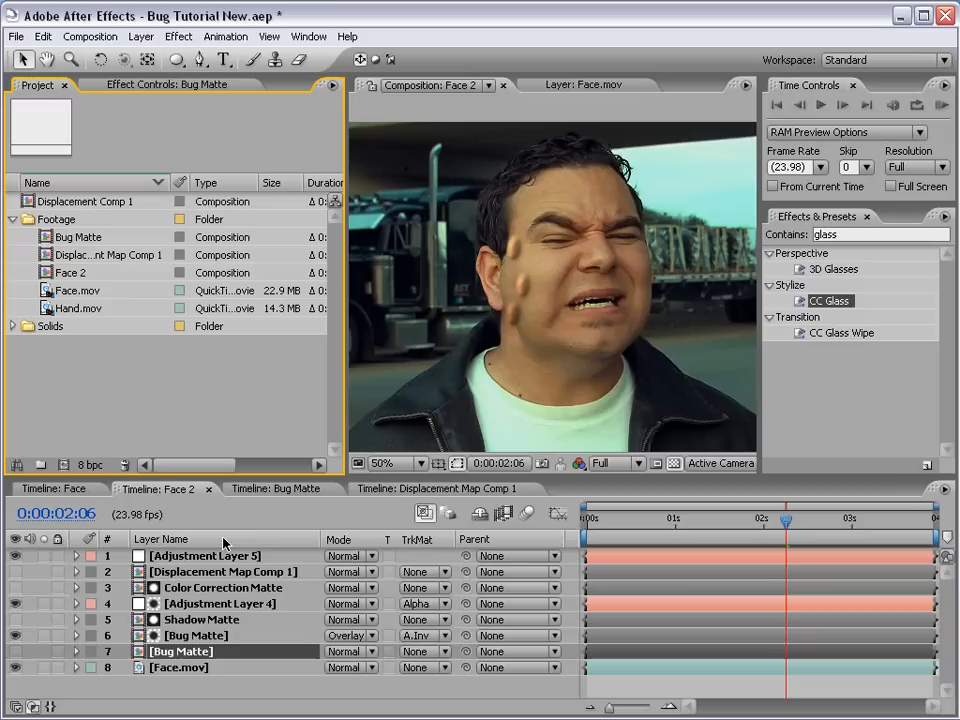 Adobe After Effects - Bug Tutorial New.aep *
File Edit Composition Layer Effect Animation View Window Help
Workspace: Standard
Project × Effect Controls: Bug Matte
Composition: Face 2 × Layer: Face.mov
Time Controls ×
RAM Preview Options
Frame Rate Skip Resolution
(23.98) 0 Full
From Current Time Full Screen
Effects & Presets ×
Contains: glass
Perspective
3D Glasses
Stylize
CC Glass
Transition
CC Glass Wipe
Name Type Size Duration
Displacement Comp 1 Composition Δ 0:
Footage Folder
Bug Matte Composition Δ 0:
Displac...nt Map Comp 1 Composition Δ 0:
Face 2 Composition Δ 0:
Face.mov QuickTi...ovie 22.9 MB Δ 0:
Hand.mov QuickTi...ovie 14.3 MB Δ 0:
Solids Folder
8 bpc
50% 0:00:02:06 Full Active Camera
Timeline: Face Timeline: Face 2 × Timeline: Bug Matte Timeline: Displacement Map Comp 1
0:00:02:06 (23.98 fps)
:00s 01s 02s 03s 04
# Layer Name Mode T TrkMat Parent
1 [Adjustment Layer 5] Normal None
2 [Displacement Map Comp 1] Normal None None
3 Color Correction Matte Normal None None
4 [Adjustment Layer 4] Normal Alpha None
5 Shadow Matte Normal None None
6 [Bug Matte] Overlay A.Inv None
7 [Bug Matte] Normal None None
8 [Face.mov] Normal None None